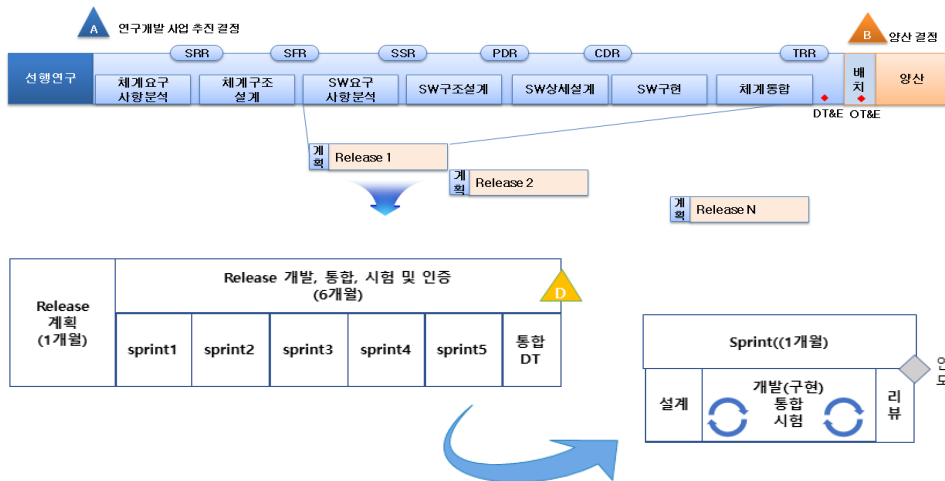 A
연구개발 사업 추진 결정
B
양산 결정
SRR
SFR
SSR
PDR
CDR
TRR
선행연구
체계요구
사항분석
체계구조
설계
SW요구
사항분석
SW구조설계
SW상세설계
SW구현
체계통합
배
치
양산
DT&E
OT&E
계
획
Release 1
계
획
Release 2
계
획
Release N
Release
계획
(1개월)
Release 개발, 통합, 시험 및 인증
(6개월)
D
sprint1
sprint2
sprint3
sprint4
sprint5
통합
DT
Sprint((1개월)
설계
개발(구현)
통합
시험
리
뷰